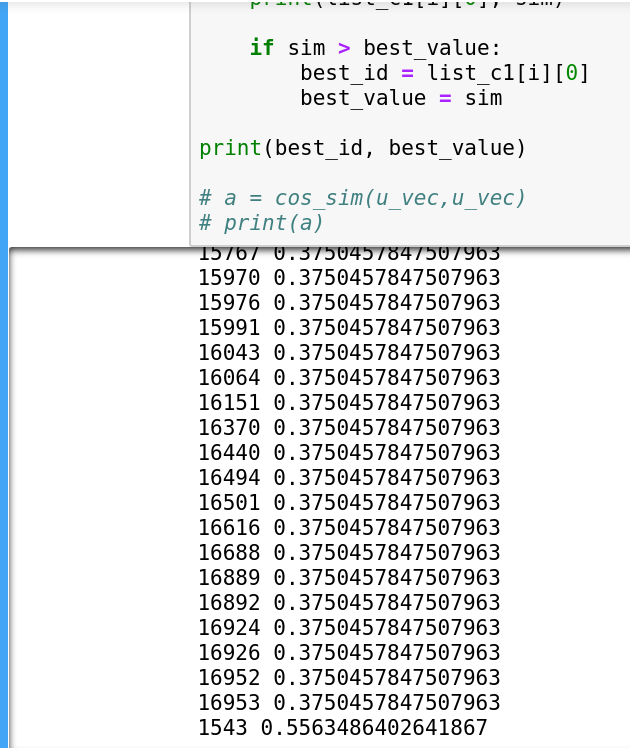 print(list_c1[i][0], sim)
if sim > best_value:
best_id = list_c1[i][0]
best_value = sim
print(best_id, best_value)
# a = cos_sim(u_vec,u_vec)
# print(a)
15767 0.3750457847507963
15970 0.3750457847507963
15976 0.3750457847507963
15991 0.3750457847507963
16043 0.3750457847507963
16064 0.3750457847507963
16151 0.3750457847507963
16370 0.3750457847507963
16440 0.3750457847507963
16494 0.3750457847507963
16501 0.3750457847507963
16616 0.3750457847507963
16688 0.3750457847507963
16889 0.3750457847507963
16892 0.3750457847507963
16924 0.3750457847507963
16926 0.3750457847507963
16952 0.3750457847507963
16953 0.3750457847507963
1543 0.5563486402641867